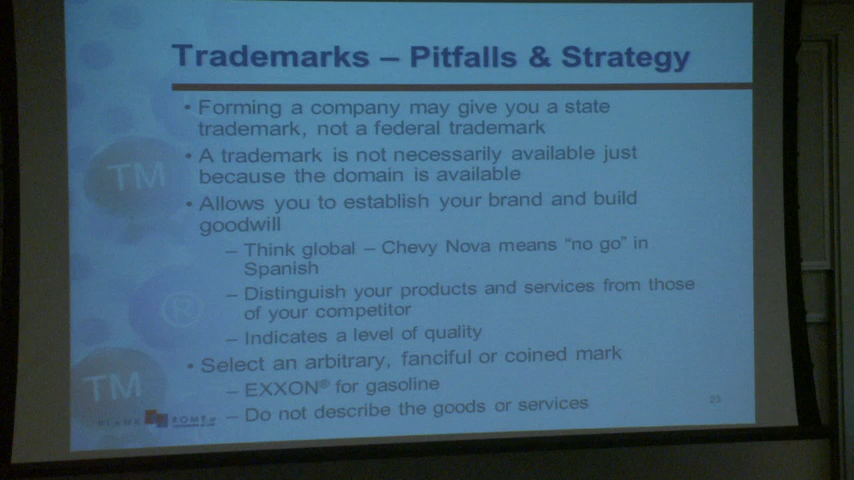 Trademarks – Pitfalls & Strategy
• Forming a company may give you a state
trademark, not a federal trademark
• A trademark is not necessarily available just
because the domain is available
• Allows you to establish your brand and build
goodwill
– Think global – Chevy Nova means “no go” in
Spanish
– Distinguish your products and services from those
of your competitor
– Indicates a level of quality
• Select an arbitrary, fanciful or coined mark
– EXXON® for gasoline
– Do not describe the goods or services
TM
®
TM
BLANK ROME
23